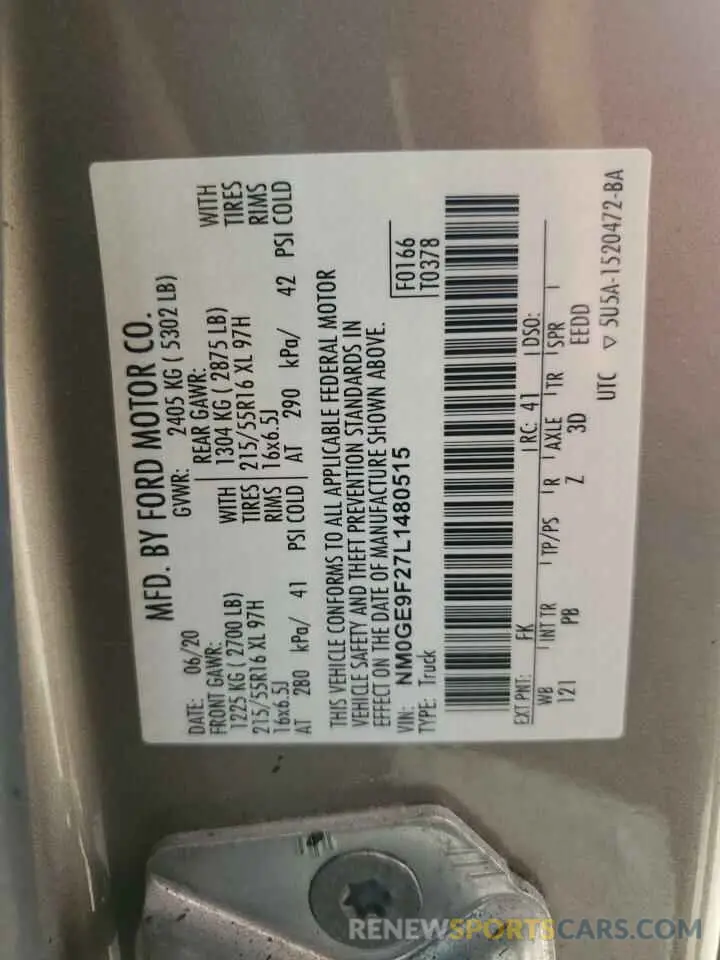 MFD. BY FORD MOTOR CO.
DATE: 06/20 GVWR: 2405 KG ( 5302 LB)
FRONT GAWR: REAR GAWR:
1225 KG ( 2700 LB) WITH 1304 KG ( 2875 LB) WITH
215/55R16 XL 97H TIRES 215/55R16 XL 97H TIRES
16x6.5J RIMS 16x6.5J RIMS
AT 280 kPa/ 41 PSI COLD AT 290 kPa/ 42 PSI COLD
THIS VEHICLE CONFORMS TO ALL APPLICABLE FEDERAL MOTOR
VEHICLE SAFETY AND THEFT PREVENTION STANDARDS IN
EFFECT ON THE DATE OF MANUFACTURE SHOWN ABOVE.
VIN: NM0GE9F27L1480515 F0166
TYPE: Truck T0378
EXT PNT: FK RC: 41 DSO:
WB INT TR TP/PS R AXLE TR SPR
121 PB Z 3D EEDD
UTC ▽ 5U5A-1520472-BA
RENEWSPORTSCARS.COM